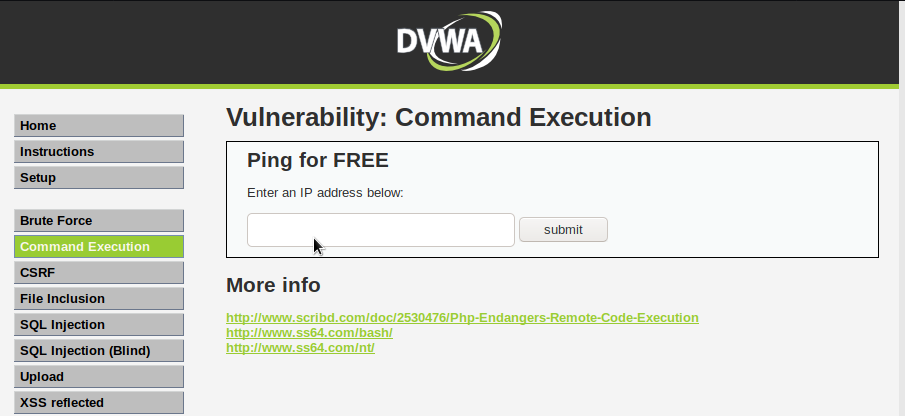 DVWA
Home
Instructions
Setup
Brute Force
Command Execution
CSRF
File Inclusion
SQL Injection
SQL Injection (Blind)
Upload
XSS reflected
Vulnerability: Command Execution
Ping for FREE
Enter an IP address below:
submit
More info
http://www.scribd.com/doc/2530476/Php-Endangers-Remote-Code-Execution
http://www.ss64.com/bash/
http://www.ss64.com/nt/